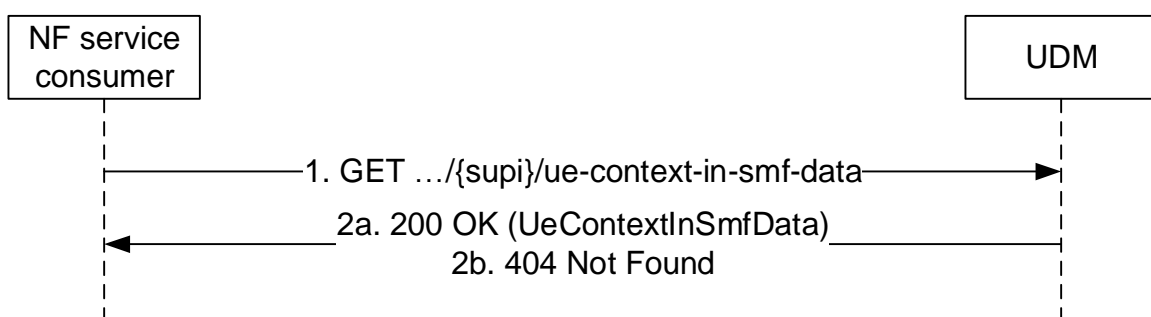 NF service
consumer
UDM
1. GET …/{supi}/ue-context-in-smf-data
2a. 200 OK (UeContextInSmfData)
2b. 404 Not Found